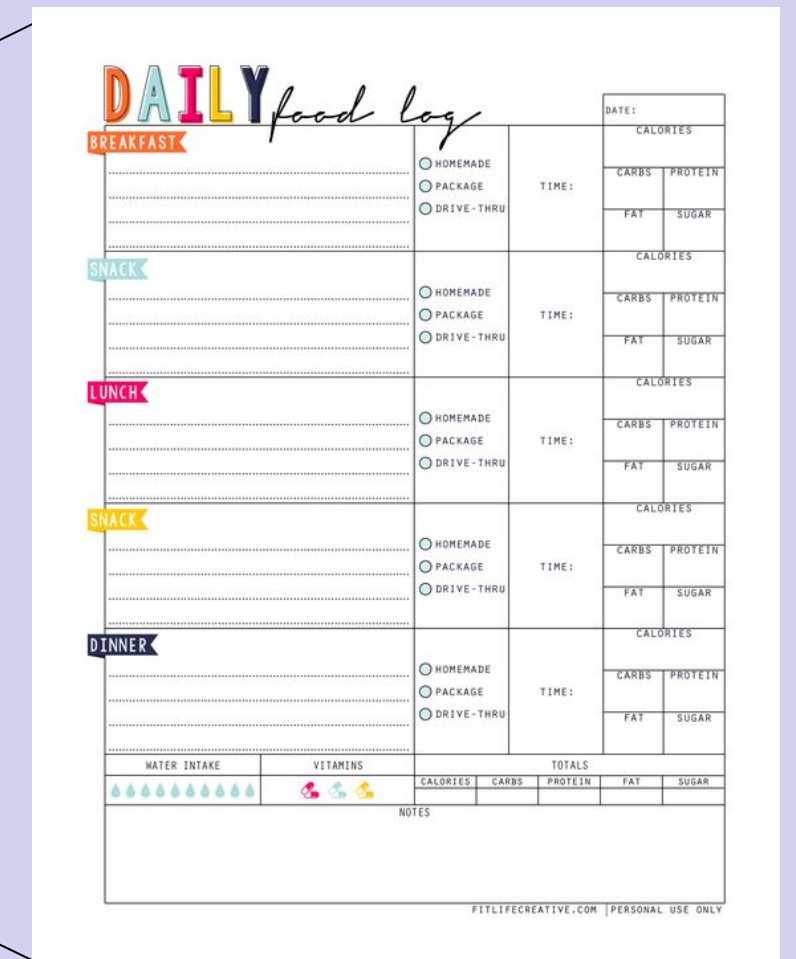 DAILY food log
DATE:
BREAKFAST
HOMEMADE
PACKAGE
DRIVE-THRU
TIME:
CALORIES
CARBS PROTEIN
FAT SUGAR
SNACK
HOMEMADE
PACKAGE
DRIVE-THRU
TIME:
CALORIES
CARBS PROTEIN
FAT SUGAR
LUNCH
HOMEMADE
PACKAGE
DRIVE-THRU
TIME:
CALORIES
CARBS PROTEIN
FAT SUGAR
SNACK
HOMEMADE
PACKAGE
DRIVE-THRU
TIME:
CALORIES
CARBS PROTEIN
FAT SUGAR
DINNER
HOMEMADE
PACKAGE
DRIVE-THRU
TIME:
CALORIES
CARBS PROTEIN
FAT SUGAR
WATER INTAKE VITAMINS TOTALS
CALORIES CARBS PROTEIN FAT SUGAR
NOTES
FITLIFECREATIVE.COM PERSONAL USE ONLY